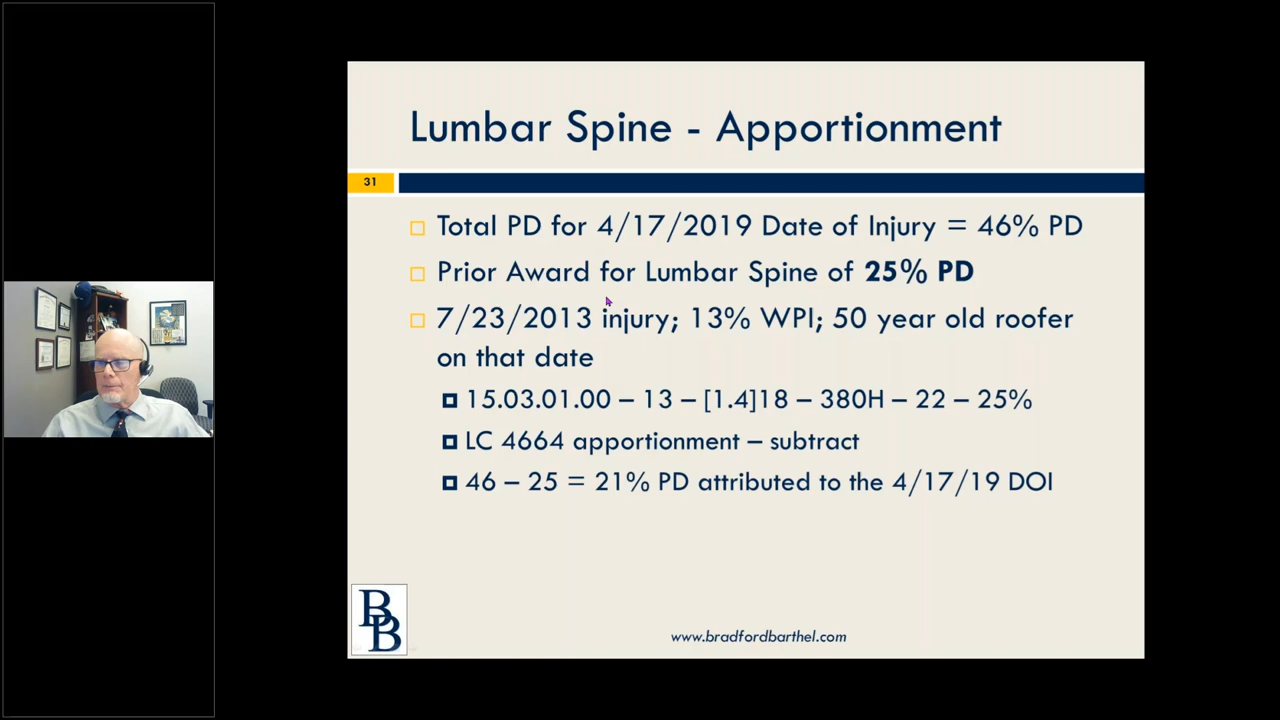 Lumbar Spine - Apportionment
31
Total PD for 4/17/2019 Date of Injury = 46% PD
Prior Award for Lumbar Spine of 25% PD
7/23/2013 injury; 13% WPI; 50 year old roofer
on that date
15.03.01.00 – 13 – [1.4]18 – 380H – 22 – 25%
LC 4664 apportionment – subtract
46 – 25 = 21% PD attributed to the 4/17/19 DOI
BB
www.bradfordbarthel.com